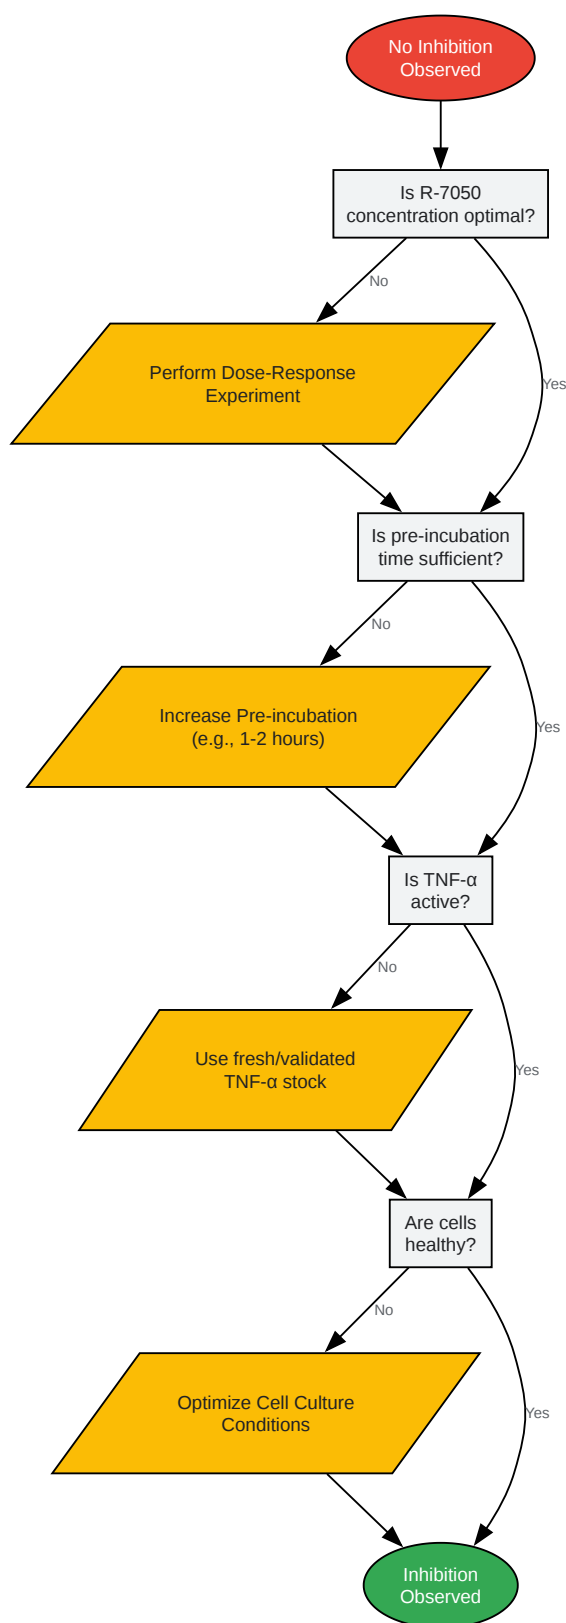 No Inhibition
Observed
Is R-7050
concentration optimal?
No
Yes
Perform Dose-Response
Experiment
Is pre-incubation
time sufficient?
No
Yes
Increase Pre-incubation
(e.g., 1-2 hours)
Is TNF-α
active?
No
Yes
Use fresh/validated
TNF-α stock
Are cells
healthy?
No
Yes
Optimize Cell Culture
Conditions
Inhibition
Observed